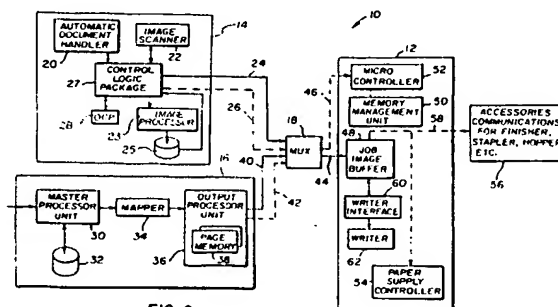 10
AUTOMATIC
DOCUMENT
HANDLER
20
IMAGE
SCANNER
22
14
CONTROL
LOGIC
PACKAGE
27
24
26
OCP
28
IMAGE
PROCESSOR
23
25
16
MASTER
PROCESSOR
UNIT
30
32
MAPPER
34
OUTPUT
PROCESSOR
UNIT
36
PAGE
MEMORY
38
40
42
18
MUX
44
46
48
12
MICRO
CONTROLLER
52
MEMORY
MANAGEMENT
UNIT
50
58
JOB
IMAGE
BUFFER
60
WRITER
INTERFACE
WRITER
62
PAPER
SUPPLY
CONTROLLER
54
ACCESSORIES
COMMUNICATIONS
FOR FINISHER,
STAPLER, HOPPER,
ETC.
56